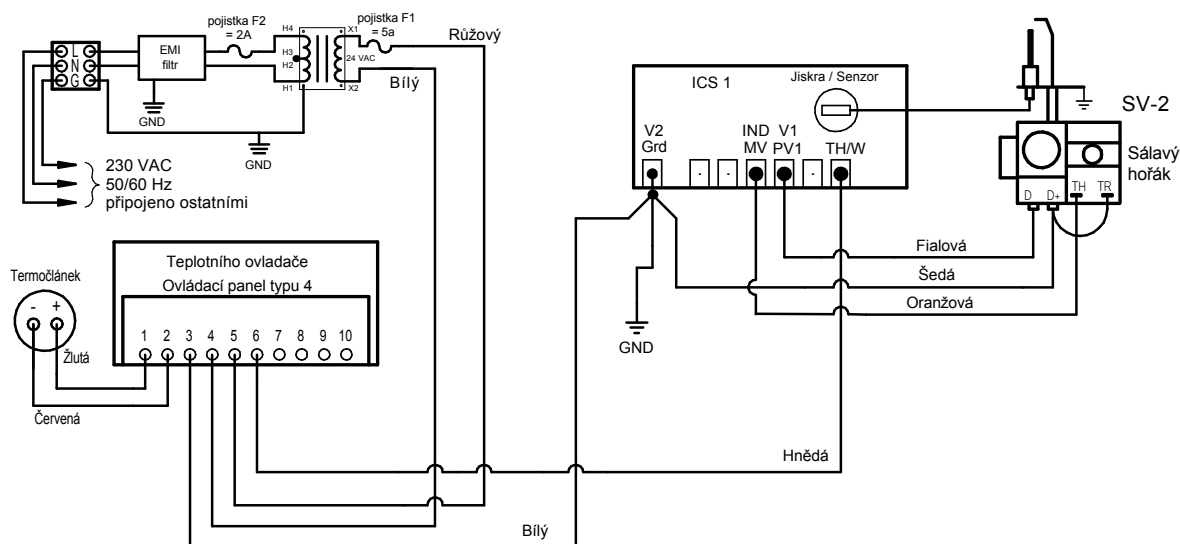 pojistka F2
= 2A
pojistka F1
= 5a
Růžový
Bílý
L
N
G
EMI
filtr
H4
H3
H2
H1
X1
24 VAC
X2
GND
GND
230 VAC
50/60 Hz
připojeno ostatními
ICS 1
Jiskra / Senzor
V2
Grd
IND
MV
V1
PV1
TH/W
SV-2
Sálavý
hořák
D
D+
TH
TR
Fialová
Šedá
Oranžová
GND
Teplotního ovladače
Ovládací panel typu 4
Termočlánek
- +
Žlutá
Červená
1 2 3 4 5 6 7 8 9 10
Hnědá
Bílý